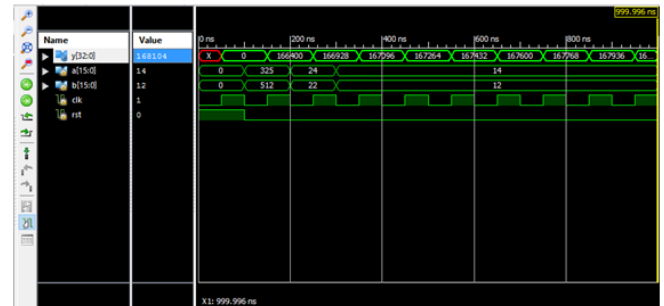 999.996 ns
Name Value
0 ns 200 ns 400 ns 600 ns 800 ns
y[32:0] 168104 X 0 166400 166928 167096 167264 167432 167600 167768 167936 16...
a[15:0] 14 0 325 24 14
b[15:0] 12 0 512 22 12
clk 1
rst 0
X1: 999.996 ns